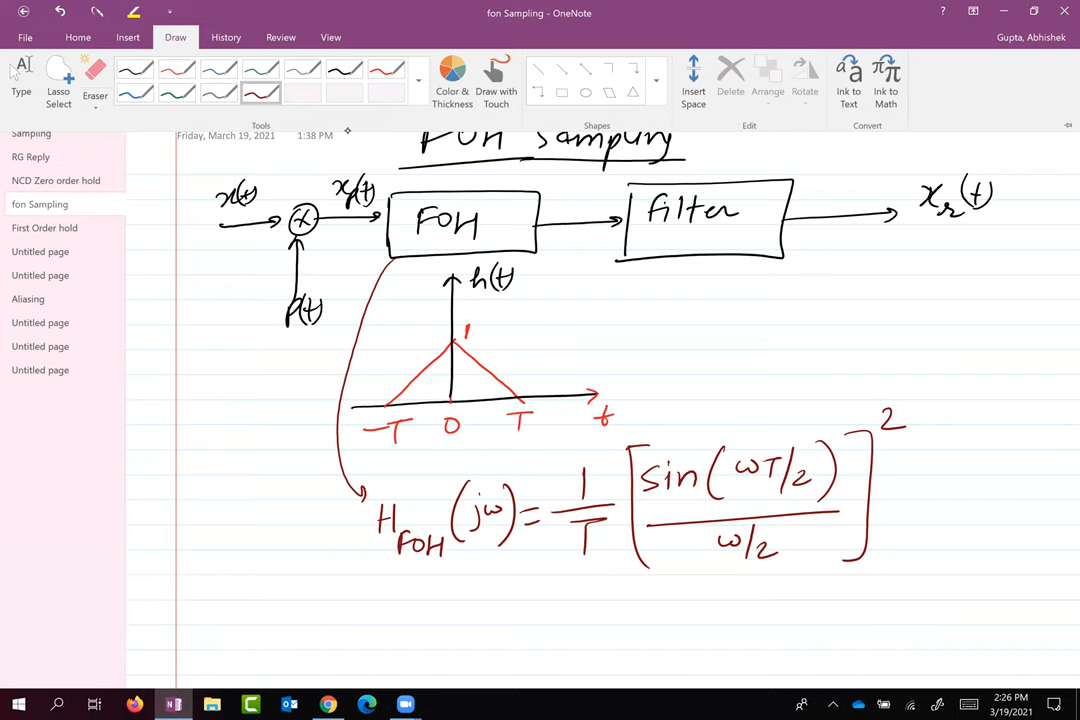 fon Sampling - OneNote
Gupta, Abhishek
File Home Insert Draw History Review View Help
Type
Lasso Select
Eraser
Color & Thickness
Draw with Touch
Insert Space
Delete
Arrange
Rotate
Ink to Text
Ink to Math
Tools
Shapes
Edit
Convert
Sampling
RG Reply
NCD Zero order hold
fon Sampling
First Order hold
Untitled page
Untitled page
Aliasing
Untitled page
Untitled page
Untitled page
Friday, March 19, 2021 1:38 PM
FOH Sampling
x(t) xp(t) FOH Filter xr(t)
p(t)
h(t)
1
-T 0 T t
H_FOH (jω) = 1/T [sin(ωT/2) / ω/2]^2
2:26 PM
3/19/2021